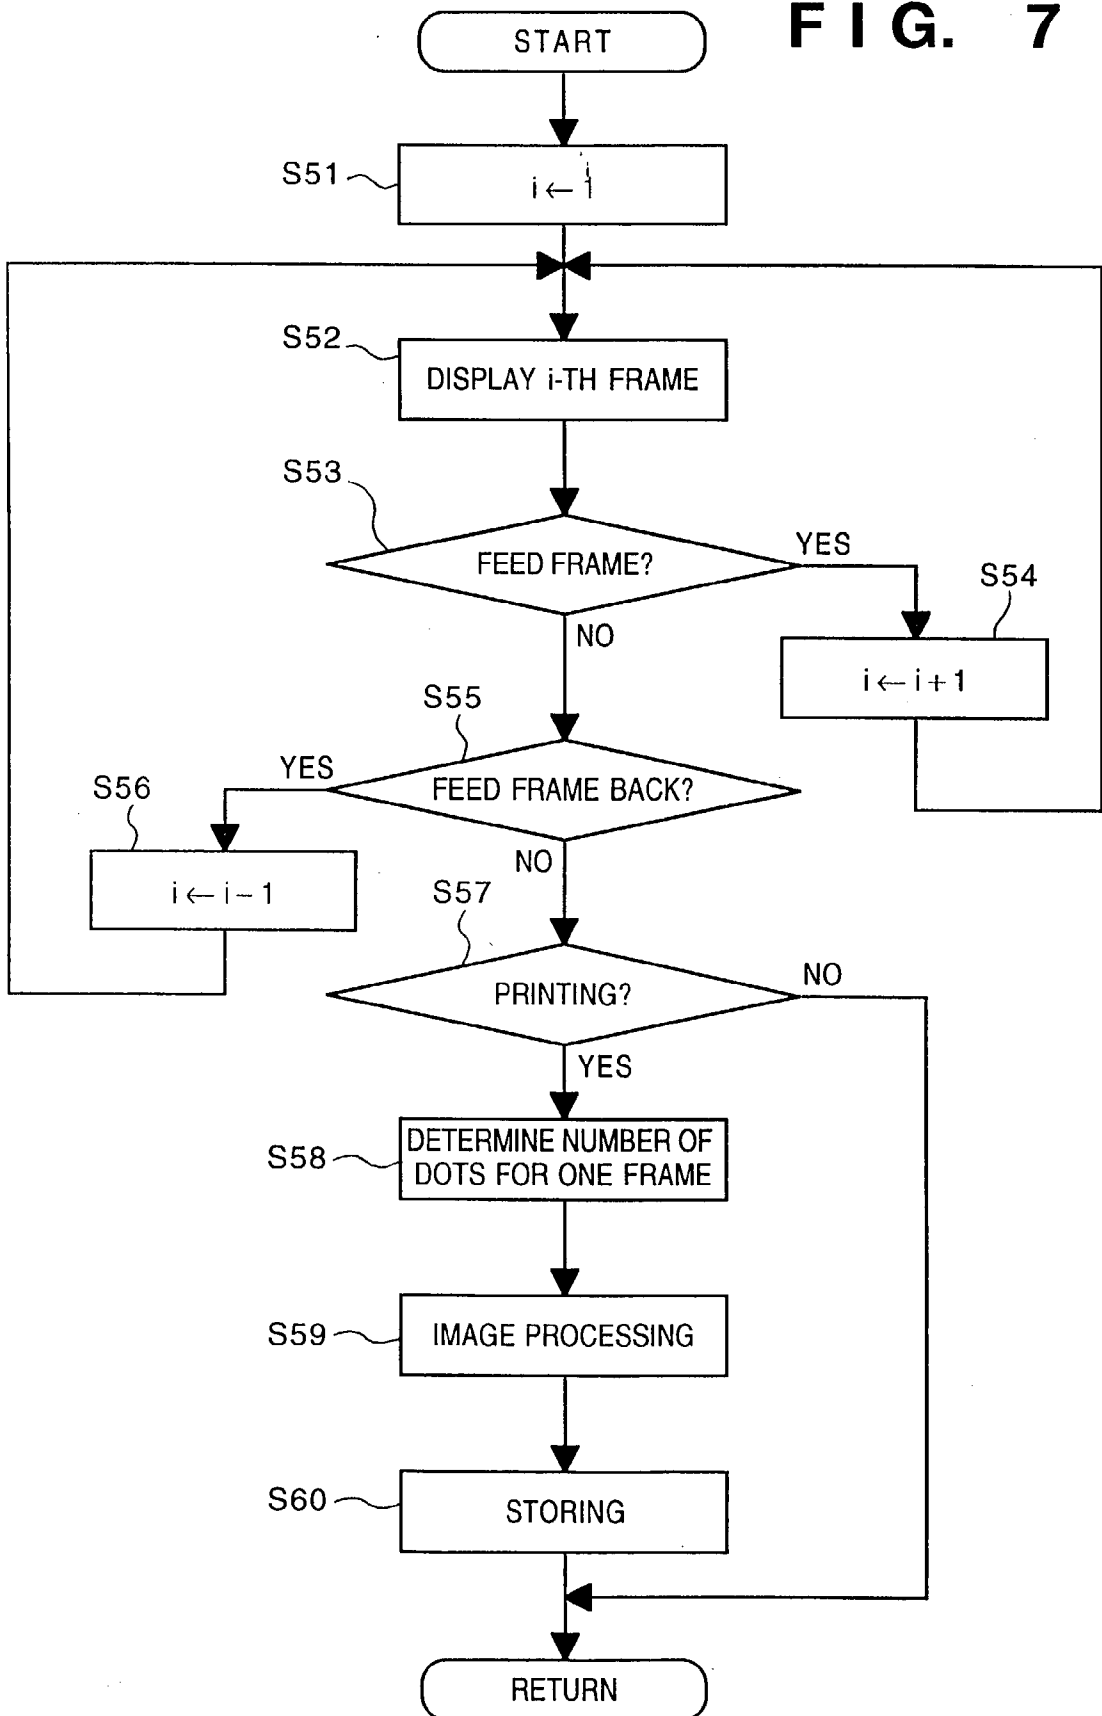 FIG. 7
START
S51
i ← 1
S52
DISPLAY i-TH FRAME
S53
FEED FRAME?
YES
S54
NO
i ← i + 1
S55
YES
FEED FRAME BACK?
S56
NO
i ← i − 1
S57
NO
PRINTING?
YES
S58
DETERMINE NUMBER OF
DOTS FOR ONE FRAME
S59
IMAGE PROCESSING
S60
STORING
RETURN